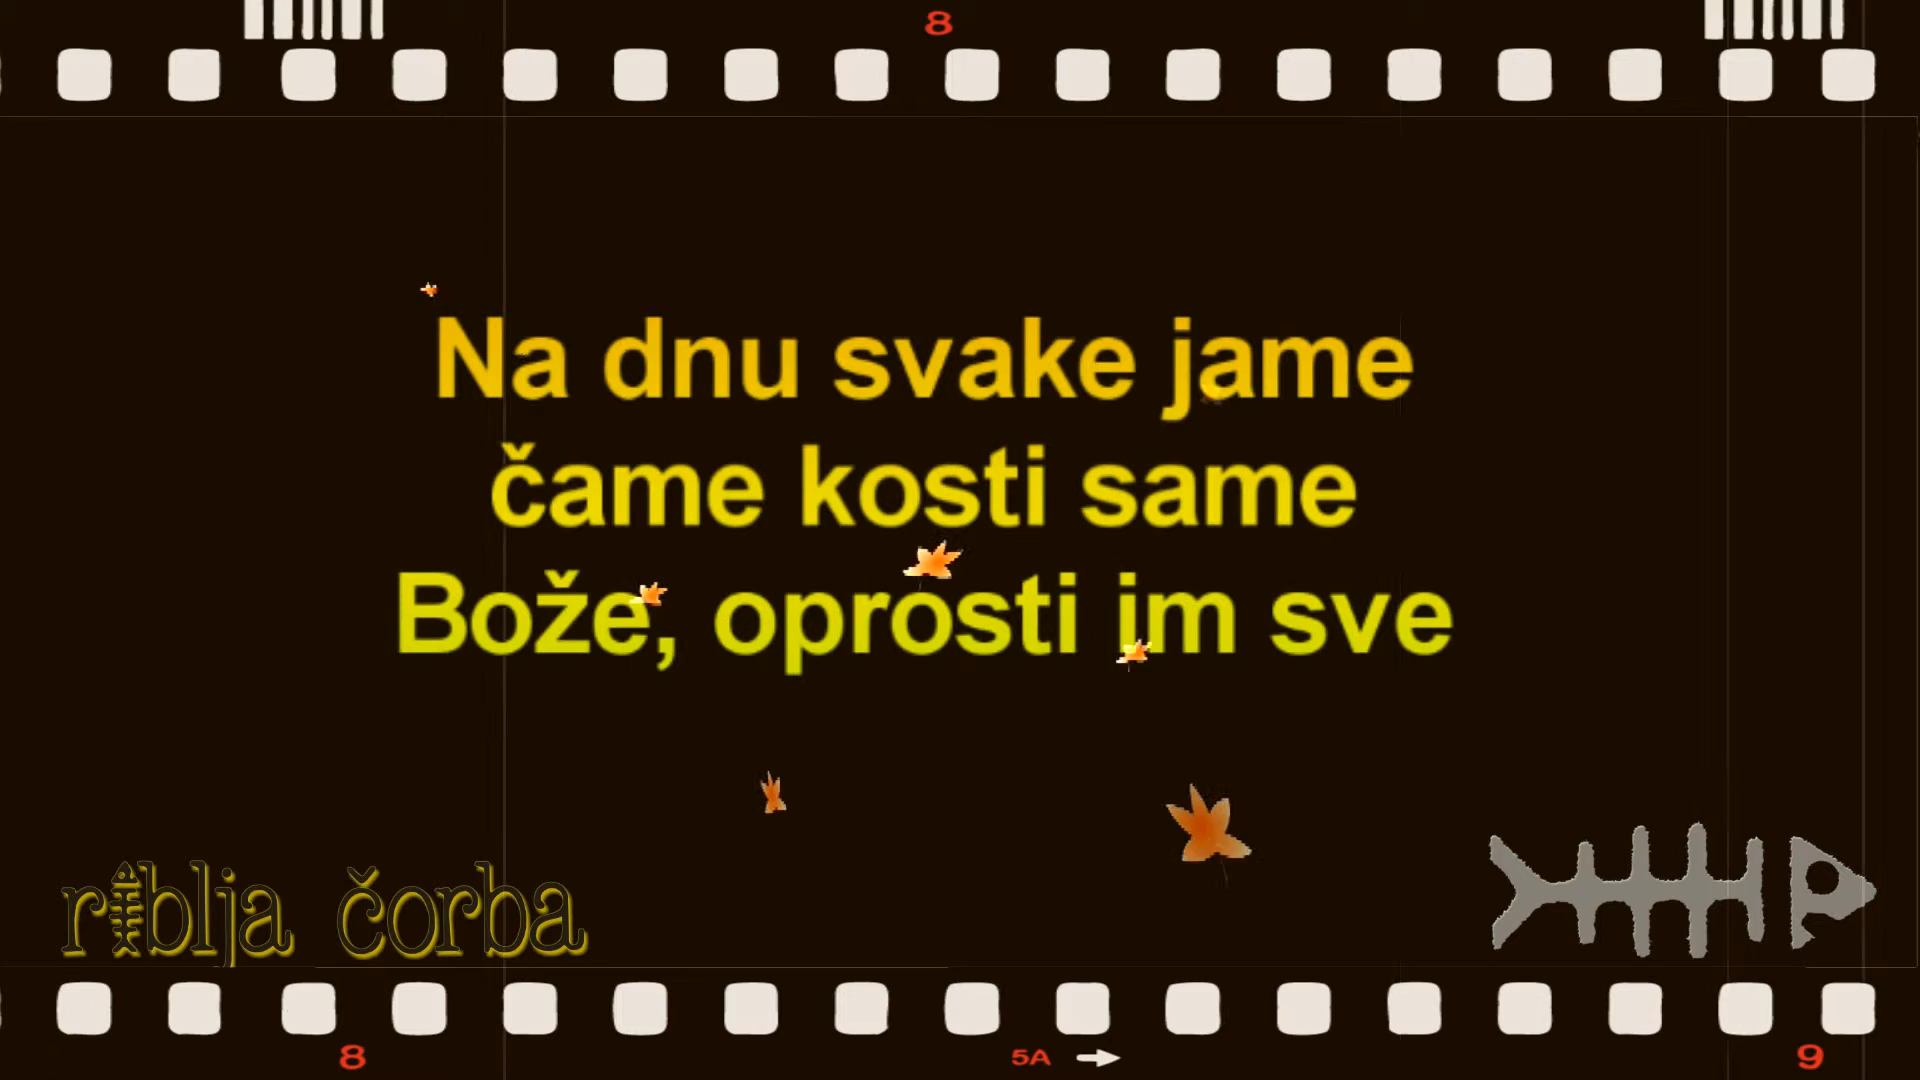 8
Na dnu svake jame
čame kosti same
Bože, oprosti im sve
riblja čorba
8
5A
9